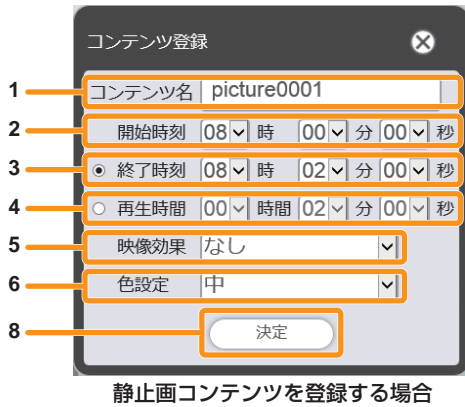 コンテンツ登録
1 コンテンツ名 picture0001
2 開始時刻 08 時 00 分 00 秒
3 終了時刻 08 時 02 分 00 秒
4 再生時間 00 時間 02 分 00 秒
5 映像効果 なし
6 色設定 中
8 決定
静止画コンテンツを登録する場合